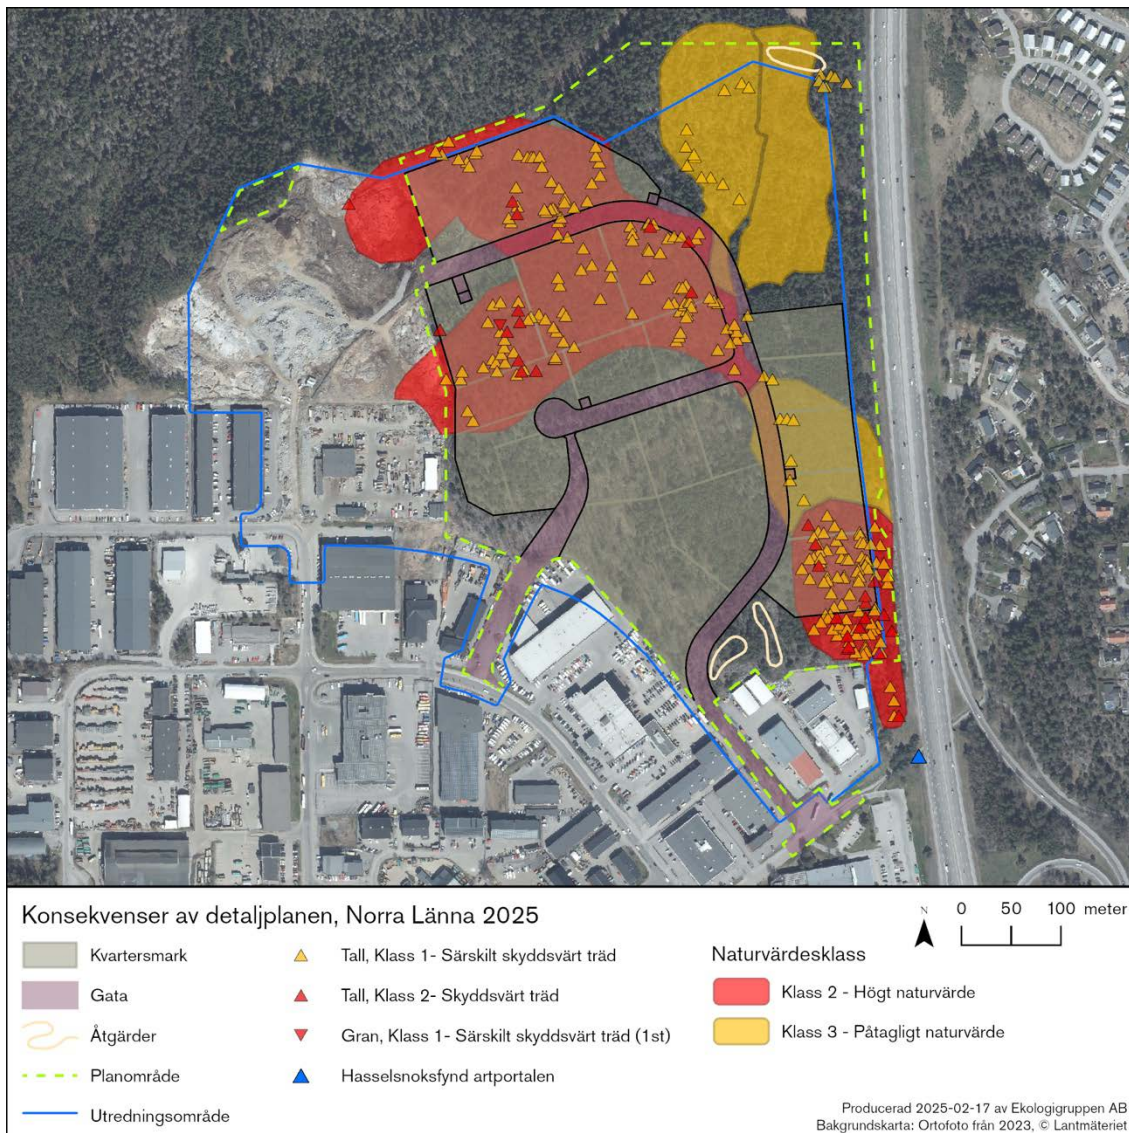 Konsekvenser av detaljplanen, Norra Länna 2025
Kvartersmark
Gata
Åtgärder
Planområde
Utredningsområde
Tall, Klass 1- Särskilt skyddsvärt träd
Tall, Klass 2- Skyddsvärt träd
Gran, Klass 1- Särskilt skyddsvärt träd (1st)
Hasselsnoksfynd artportalen
N
0 50 100 meter
Naturvärdesklass
Klass 2 - Högt naturvärde
Klass 3 - Påtagligt naturvärde
Producerad 2025-02-17 av Ekologigruppen AB
Bakgrundskarta: Ortofoto från 2023, © Lantmäteriet